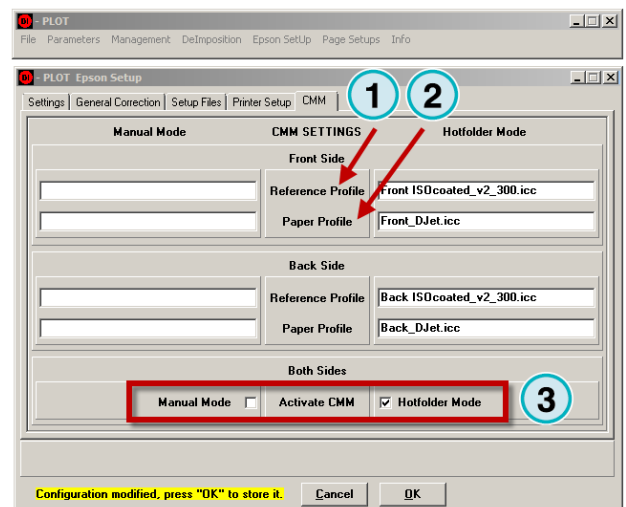 DI - PLOT
File Parameters Management DeImposition Epson SetUp Page Setups Info
DI - PLOT Epson Setup
Settings General Correction Setup Files Printer Setup CMM
1 2
Manual Mode CMM SETTINGS Hotfolder Mode
Front Side
Reference Profile Front ISOcoated_v2_300.icc
Paper Profile Front_DJet.icc
Back Side
Reference Profile Back ISOcoated_v2_300.icc
Paper Profile Back_DJet.icc
Both Sides
Manual Mode Activate CMM Hotfolder Mode 3
Configuration modified, press "OK" to store it. Cancel OK